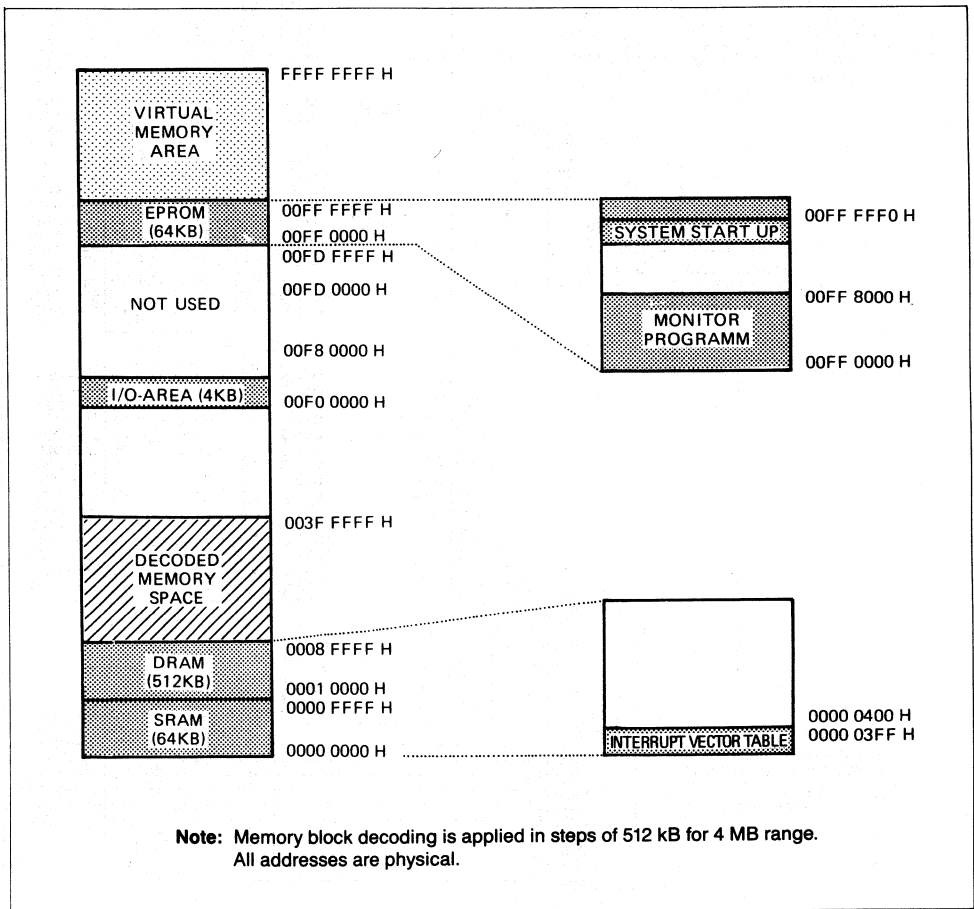 FFFF FFFF H
VIRTUAL
MEMORY
AREA
EPROM
(64KB)
00FF FFFF H
00FF 0000 H
00FD FFFF H
NOT USED
00FD 0000 H
00F8 0000 H
I/O-AREA (4KB)
00F0 0000 H
003F FFFF H
DECODED
MEMORY
SPACE
0008 FFFF H
DRAM
(512KB)
0001 0000 H
0000 FFFF H
SRAM
(64KB)
0000 0000 H
00FF FFF0 H
SYSTEM START UP
00FF 8000 H
MONITOR
PROGRAMM
00FF 0000 H
0000 0400 H
0000 03FF H
INTERRUPT VECTOR TABLE
Note: Memory block decoding is applied in steps of 512 kB for 4 MB range.
All addresses are physical.